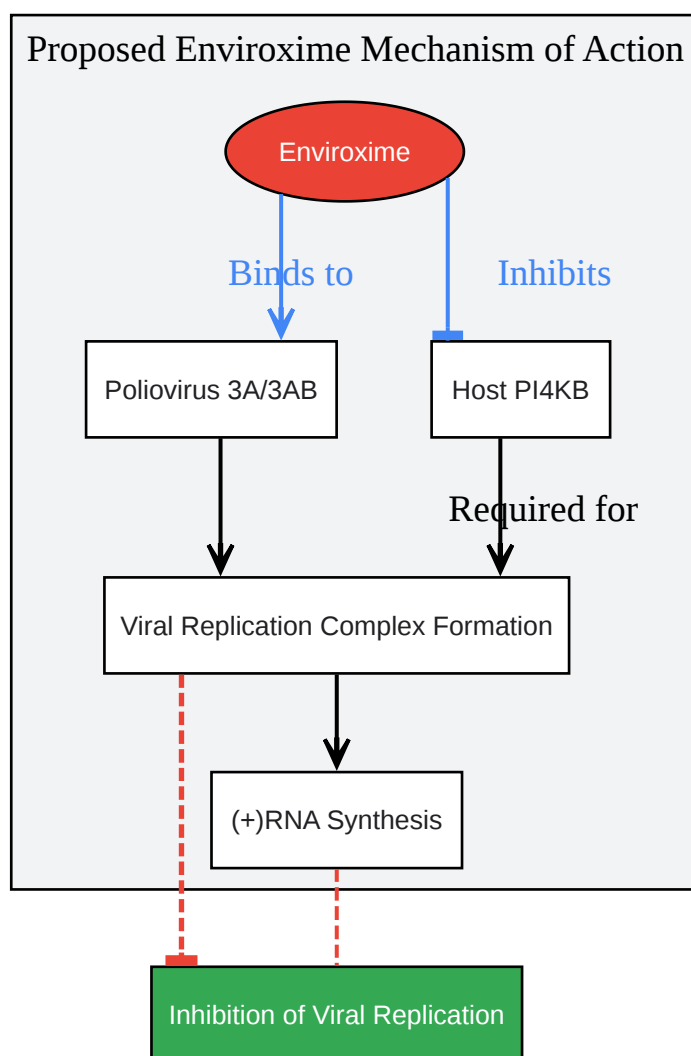 Proposed Enviroxime Mechanism of Action
Enviroxime
Binds to
Inhibits
Poliovirus 3A/3AB
Host PI4KB
Required for
Viral Replication Complex Formation
(+)RNA Synthesis
Inhibition of Viral Replication